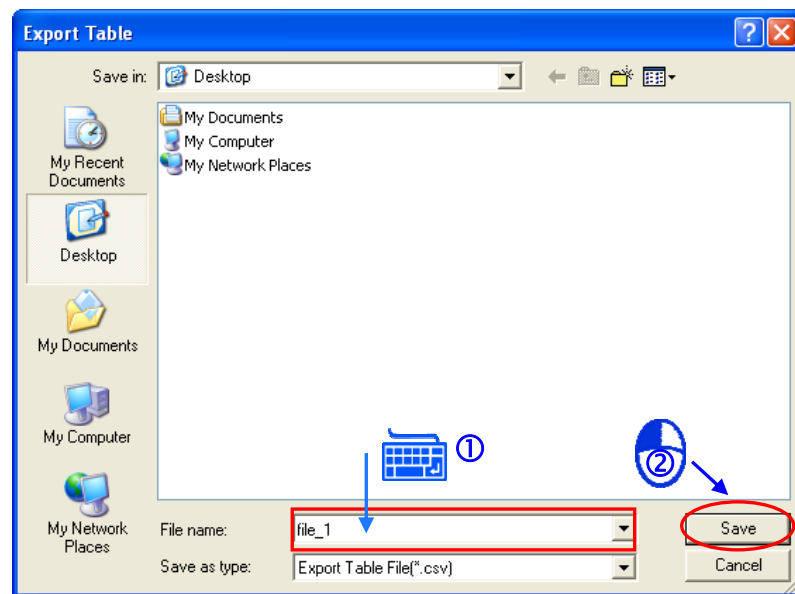 Export Table
Save in:
Desktop
My Documents
My Computer
My Network Places
My Recent
Documents
Desktop
My Documents
My Computer
My Network
Places
①
②
File name:
file_1
Save
Save as type:
Export Table File(*.csv)
Cancel